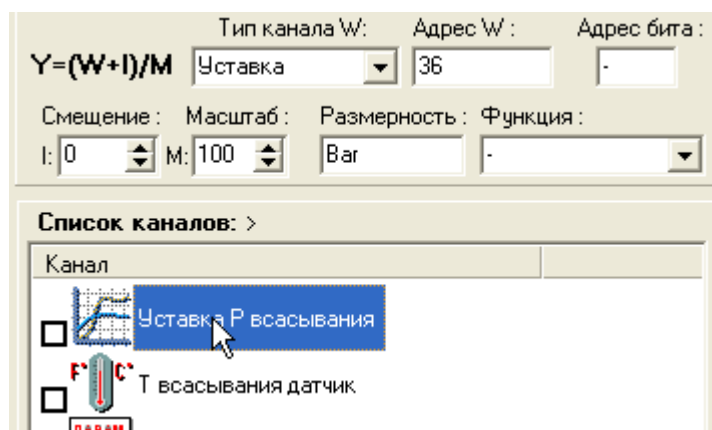 Тип канала W: Адрес W : Адрес бита :
Y=(W+I)/M Уставка 36 -
Смещение : Масштаб : Размерность : Функция :
I: 0 M: 100 Bar -
Список каналов: >
Канал
Уставка Р всасывания
F° C° Т всасывания датчик
PARAM